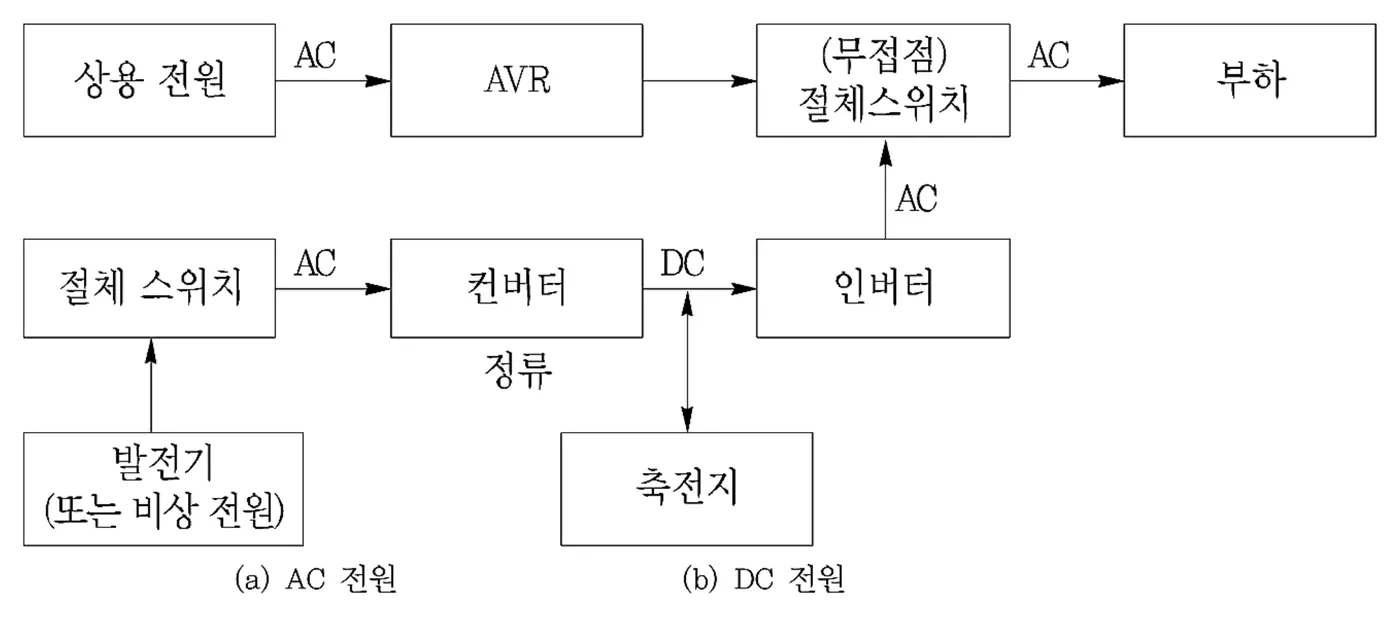 상용 전원
AC
AVR
(무접점)
절체스위치
AC
부하
AC
절체 스위치
AC
컨버터
DC
인버터
정류
발전기
(또는 비상 전원)
축전지
(a) AC 전원
(b) DC 전원